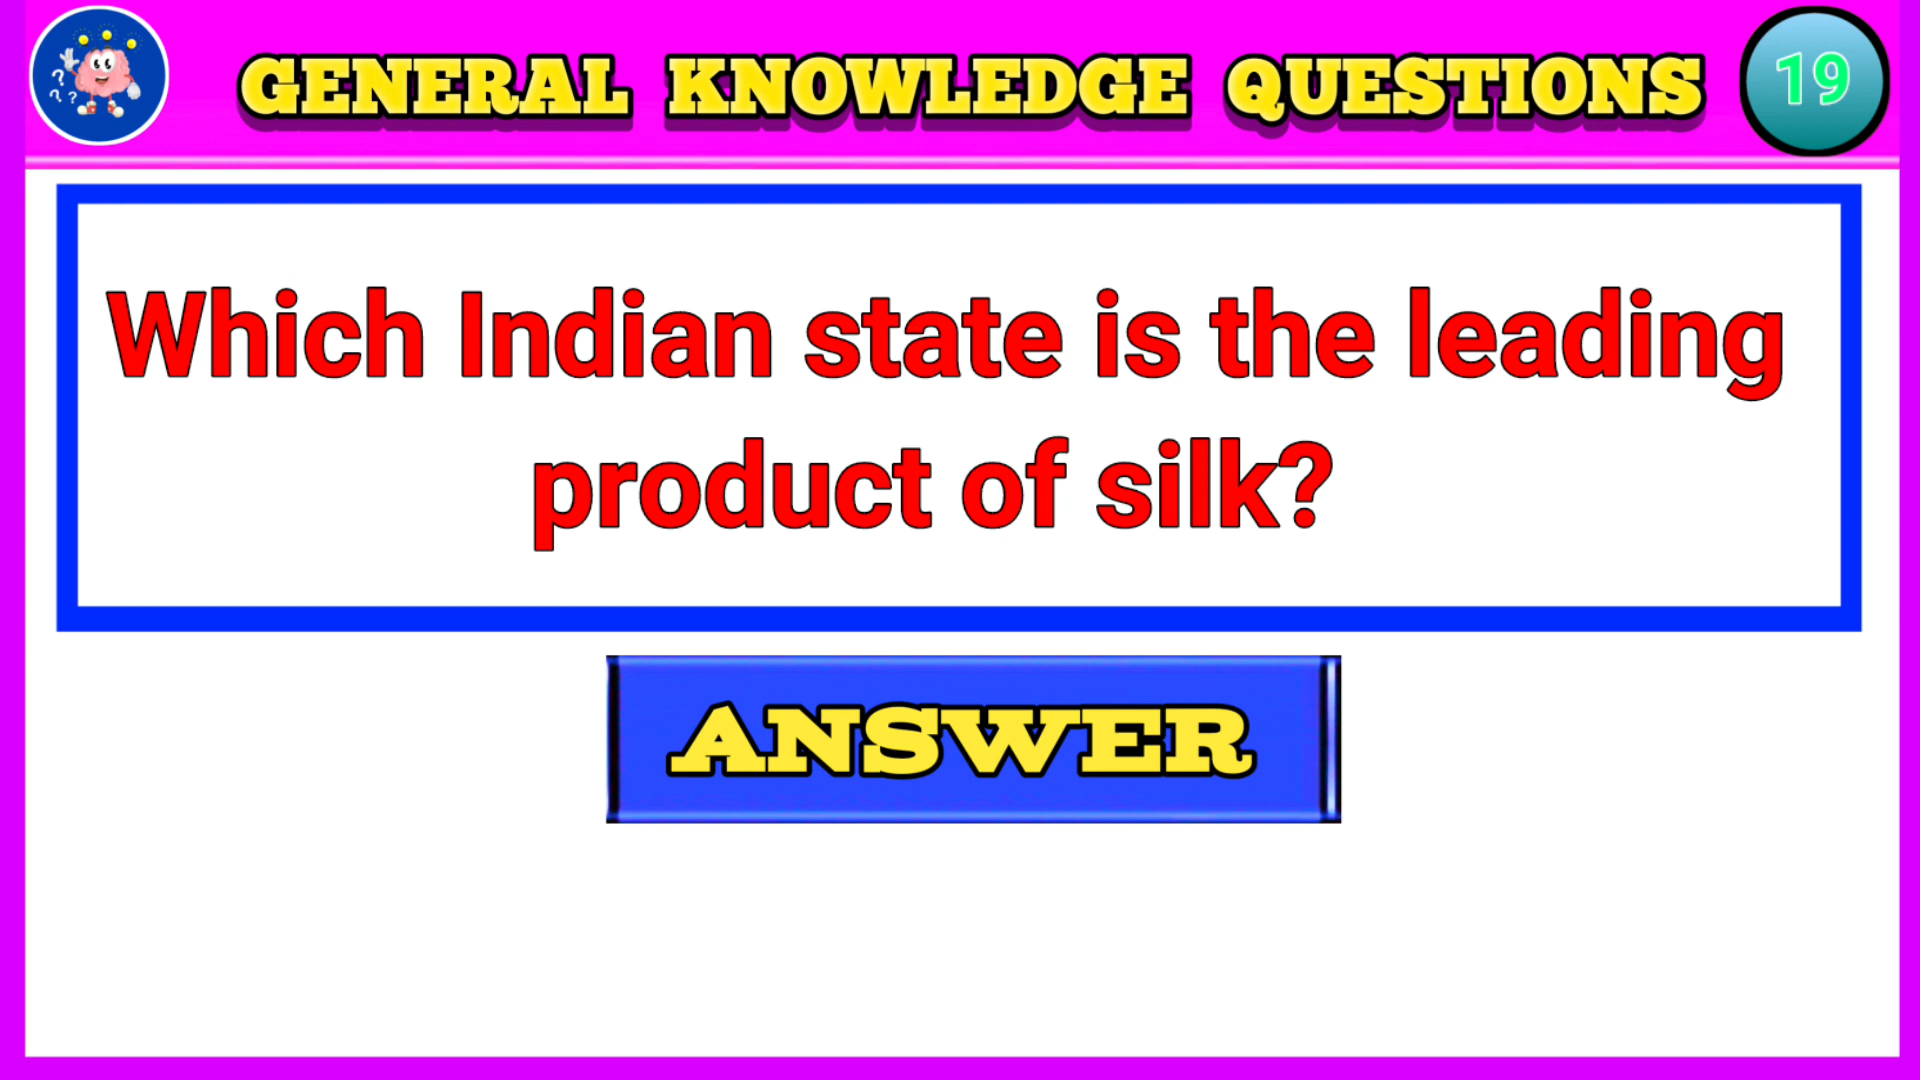 GENERAL KNOWLEDGE QUESTIONS
19
Which Indian state is the leading
product of silk?
ANSWER